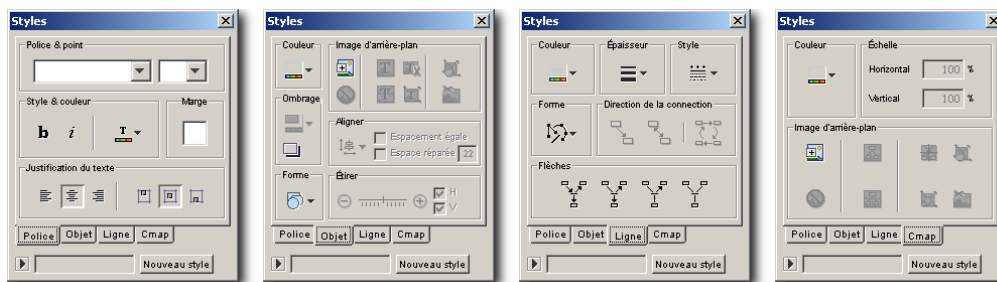 Styles
Police & point
Style & couleur
Marge
b i T
Justification du texte
Police Objet Ligne Cmap
Nouveau style
Styles
Couleur
Image d'arrière-plan
Ombrage
Aligner
Espacement égale
Espace réparée 22
Forme
Étirer
H
V
Police Objet Ligne Cmap
Nouveau style
Styles
Couleur
Épaisseur
Style
Forme
Direction de la connection
Flèches
Police Objet Ligne Cmap
Nouveau style
Styles
Couleur
Échelle
Horizontal 100 %
Vertical 100 %
Image d'arrière-plan
Police Objet Ligne Cmap
Nouveau style